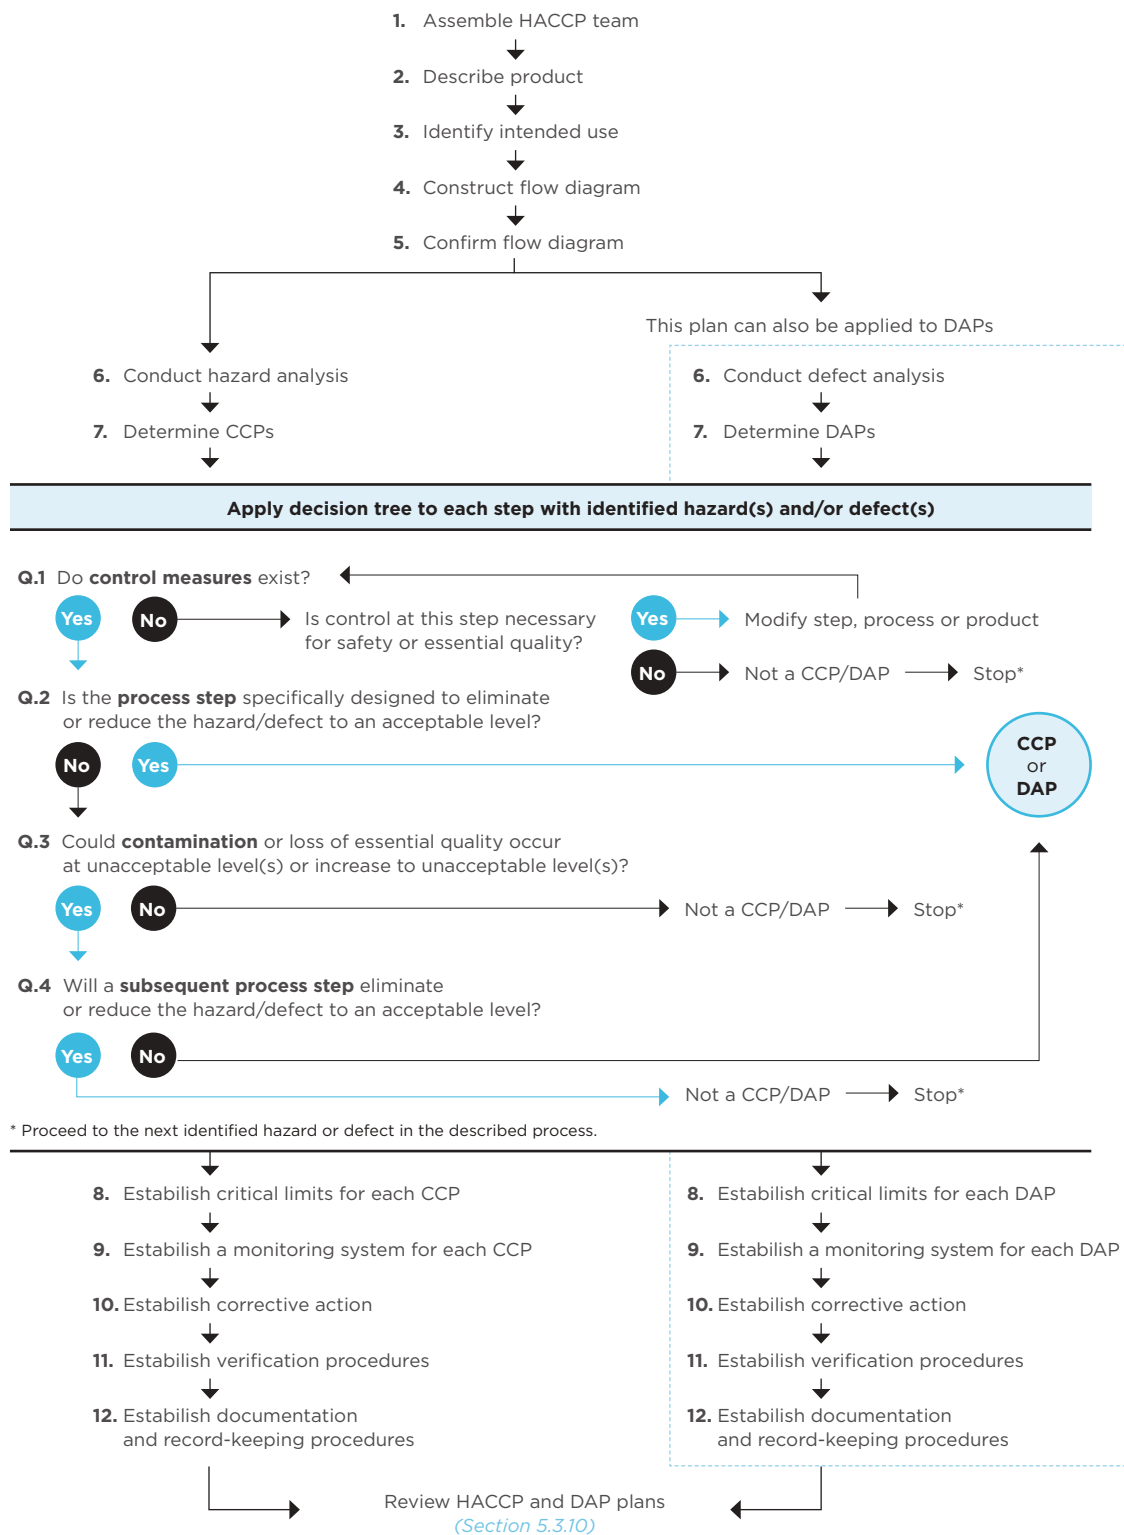 1. Assemble HACCP team
2. Describe product
3. Identify intended use
4. Construct flow diagram
5. Confirm flow diagram
This plan can also be applied to DAPs
6. Conduct hazard analysis
7. Determine CCPs
6. Conduct defect analysis
7. Determine DAPs
Apply decision tree to each step with identified hazard(s) and/or defect(s)
Q.1 Do control measures exist?
Yes
No
Is control at this step necessary
for safety or essential quality?
Yes
Modify step, process or product
No
Not a CCP/DAP
Stop*
Q.2 Is the process step specifically designed to eliminate
or reduce the hazard/defect to an acceptable level?
No
Yes
CCP
or
DAP
Q.3 Could contamination or loss of essential quality occur
at unacceptable level(s) or increase to unacceptable level(s)?
Yes
No
Not a CCP/DAP
Stop*
Q.4 Will a subsequent process step eliminate
or reduce the hazard/defect to an acceptable level?
Yes
No
Not a CCP/DAP
Stop*
* Proceed to the next identified hazard or defect in the described process.
8. Estabilish critical limits for each CCP
9. Estabilish a monitoring system for each CCP
10. Estabilish corrective action
11. Estabilish verification procedures
12. Estabilish documentation
and record-keeping procedures
8. Estabilish critical limits for each DAP
9. Estabilish a monitoring system for each DAP
10. Estabilish corrective action
11. Estabilish verification procedures
12. Estabilish documentation
and record-keeping procedures
Review HACCP and DAP plans
(Section 5.3.10)